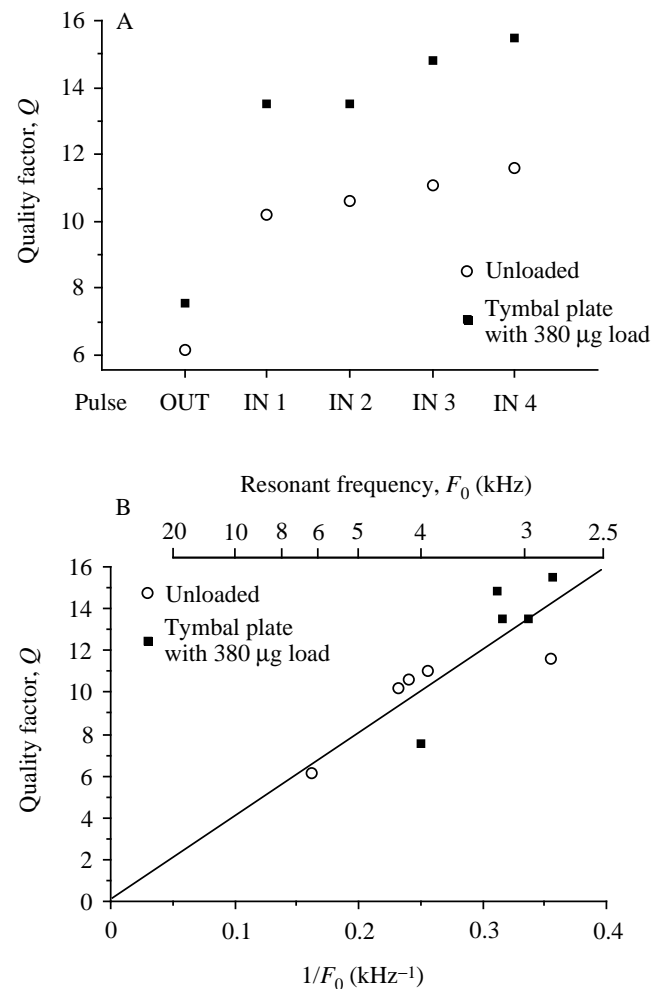 A
16
14
12
10
8
6
Quality factor, Q
Unloaded
Tymbal plate
with 380 μg load
Pulse OUT IN 1 IN 2 IN 3 IN 4
B
Resonant frequency, F0 (kHz)
20 10 8 6 5 4 3 2.5
16
14
12
10
8
6
4
2
0
Quality factor, Q
Unloaded
Tymbal plate
with 380 μg load
0 0.1 0.2 0.3 0.4
1/F0 (kHz–1)